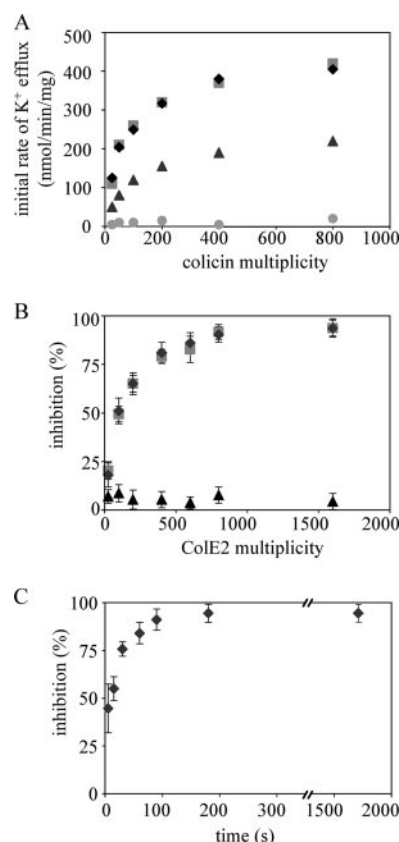 A
initial rate of K+ efflux
(nmol/min/mg)
500
400
300
200
100
0
0 200 400 600 800 1000
colicin multiplicity
B
inhibition (%)
100
75
50
25
0
0 500 1000 1500 2000
ColE2 multiplicity
C
inhibition (%)
100
75
50
25
0
0 100 200 300 1500 2000
time (s)